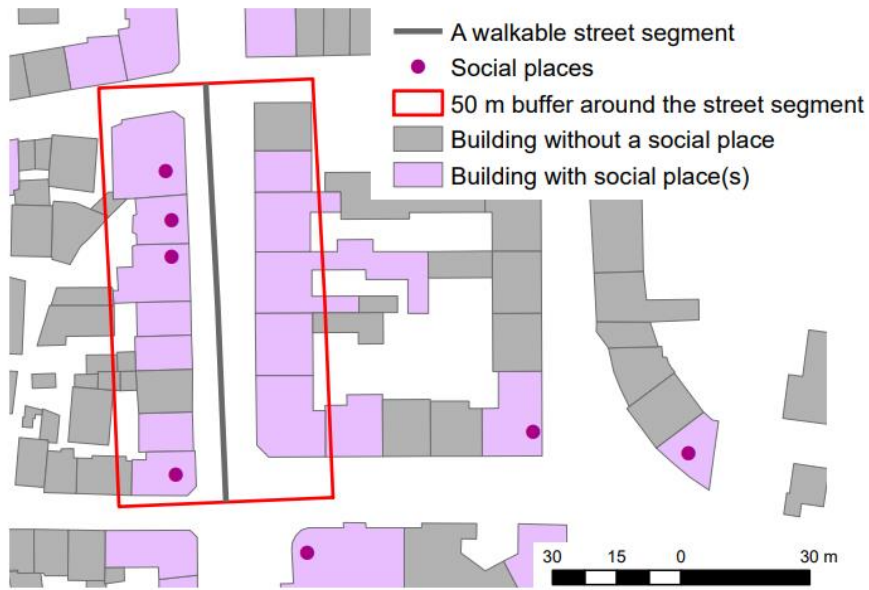 A walkable street segment
Social places
50 m buffer around the street segment
Building without a social place
Building with social place(s)
30 15 0 30 m